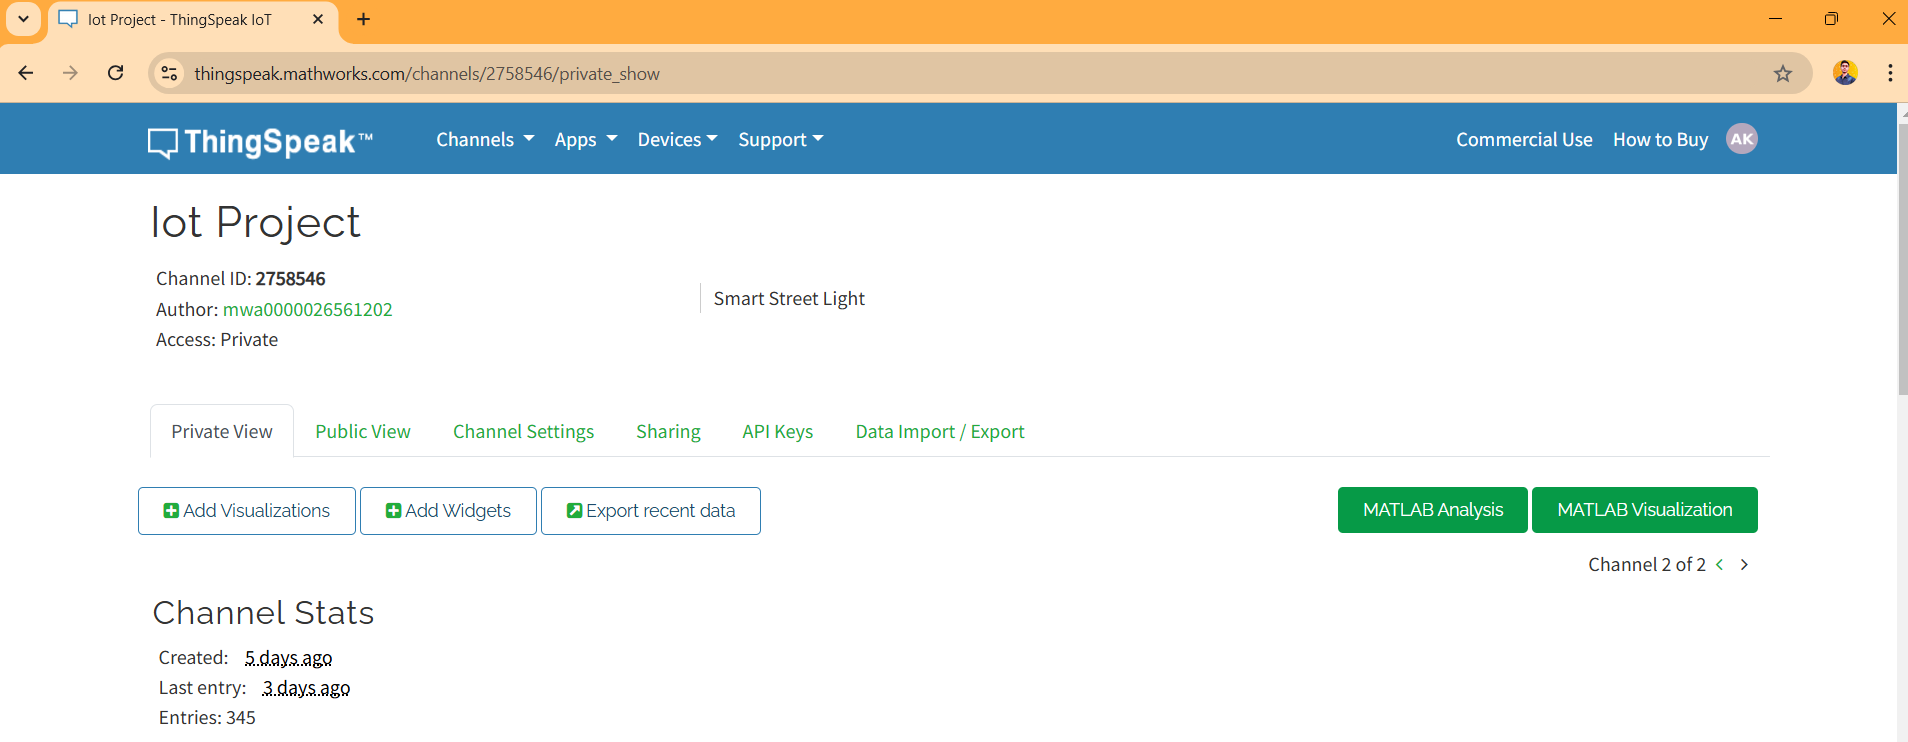 Iot Project - ThingSpeak IoT
thingspeak.mathworks.com/channels/2758546/private_show
ThingSpeak™ Channels Apps Devices Support Commercial Use How to Buy AK
Iot Project
Channel ID: 2758546
Author: mwa0000026561202
Access: Private
Smart Street Light
Private View Public View Channel Settings Sharing API Keys Data Import / Export
Add Visualizations Add Widgets Export recent data MATLAB Analysis MATLAB Visualization
Channel 2 of 2 < >
Channel Stats
Created: 5 days ago
Last entry: 3 days ago
Entries: 345